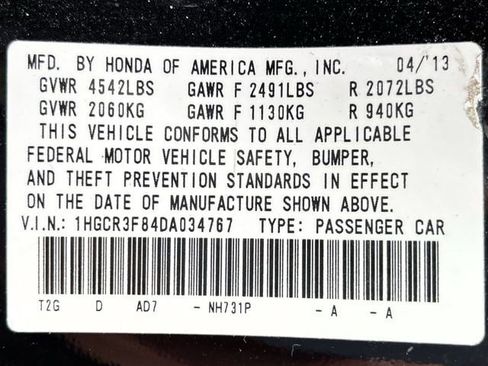 MFD. BY HONDA OF AMERICA MFG., INC. 04/'13
GVWR 4542LBS GAWR F 2491LBS R 2072LBS
GVWR 2060KG GAWR F 1130KG R 940KG
THIS VEHICLE CONFORMS TO ALL APPLICABLE
FEDERAL MOTOR VEHICLE SAFETY, BUMPER,
AND THEFT PREVENTION STANDARDS IN EFFECT
ON THE DATE OF MANUFACTURE SHOWN ABOVE.
V.I.N.: 1HGCR3F84DA034767 TYPE: PASSENGER CAR
T2G D AD7 - NH731P - A - A